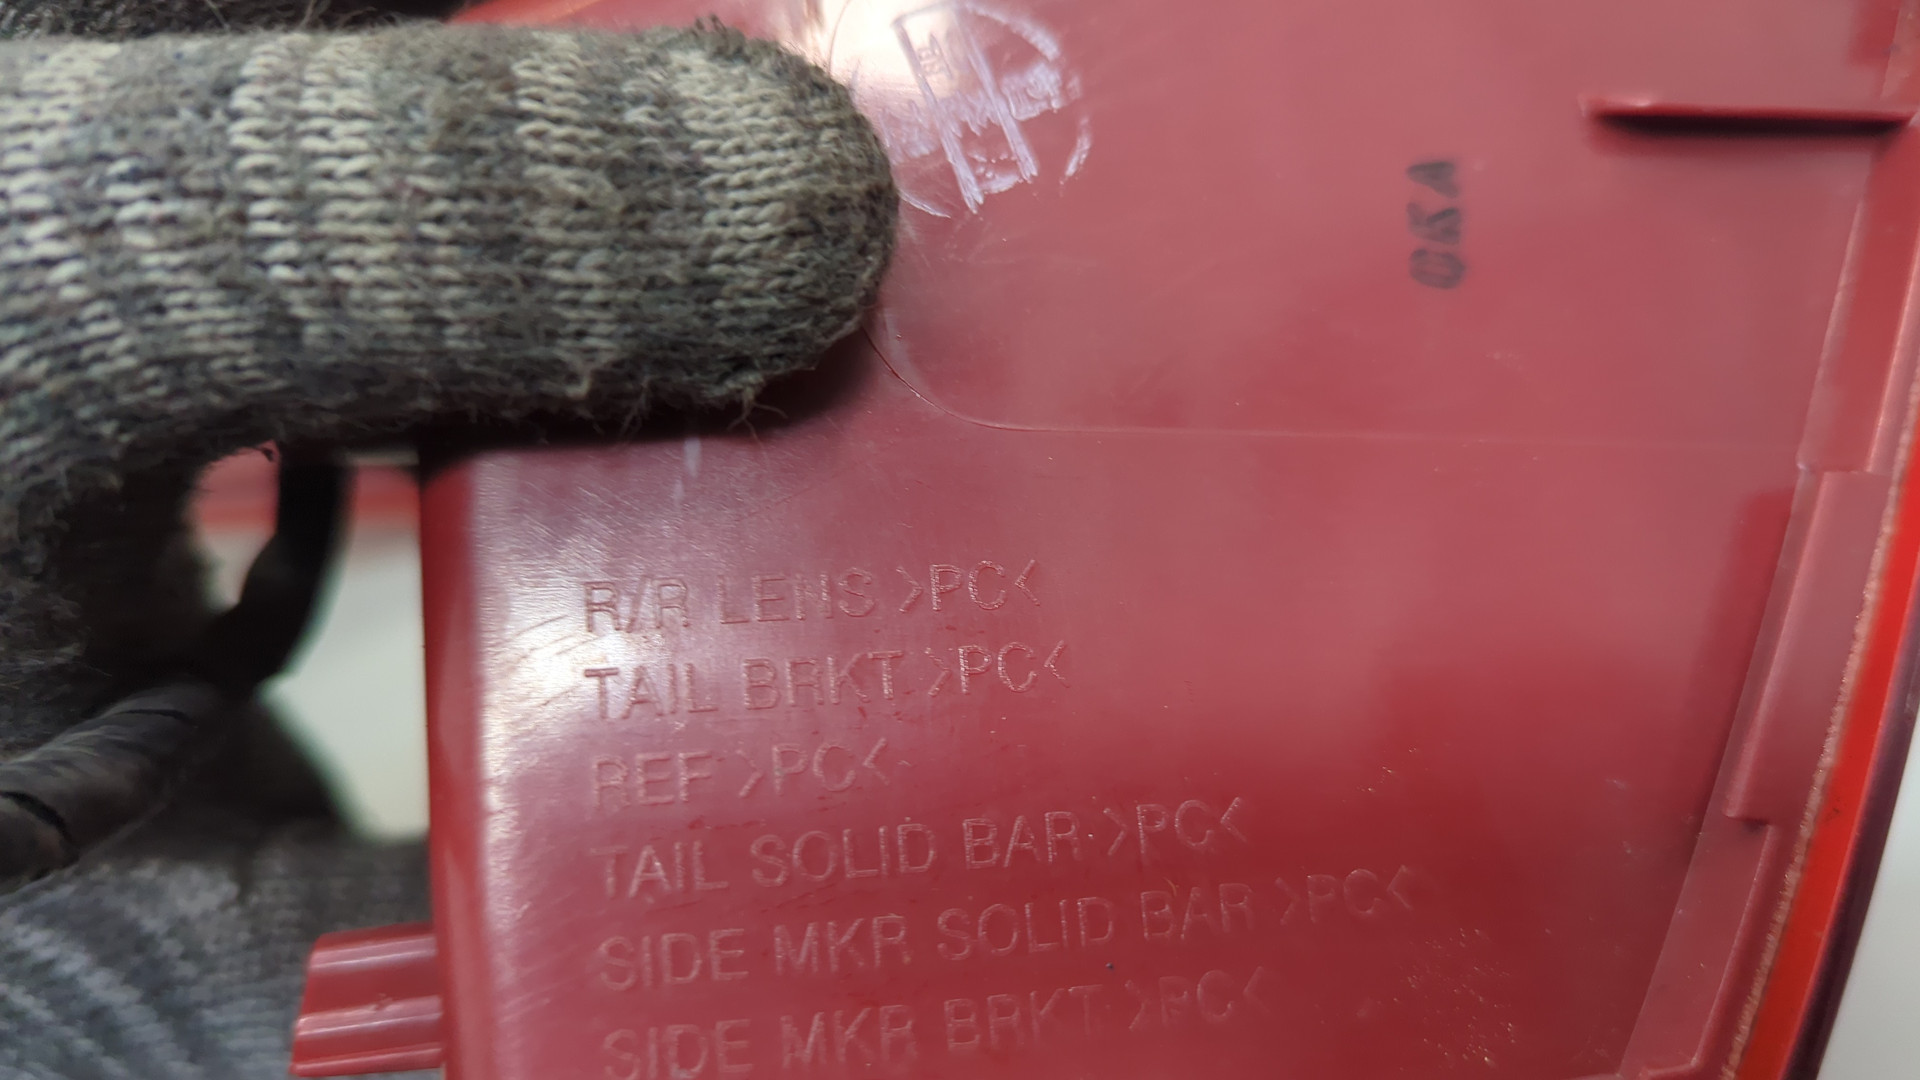 R/R LENS >PC<
TAIL BRKT >PC<
REF >PC<
TAIL SOLID BAR >PC<
SIDE MKR SOLID BAR >PC<
SIDE MKR BRKT >PC<